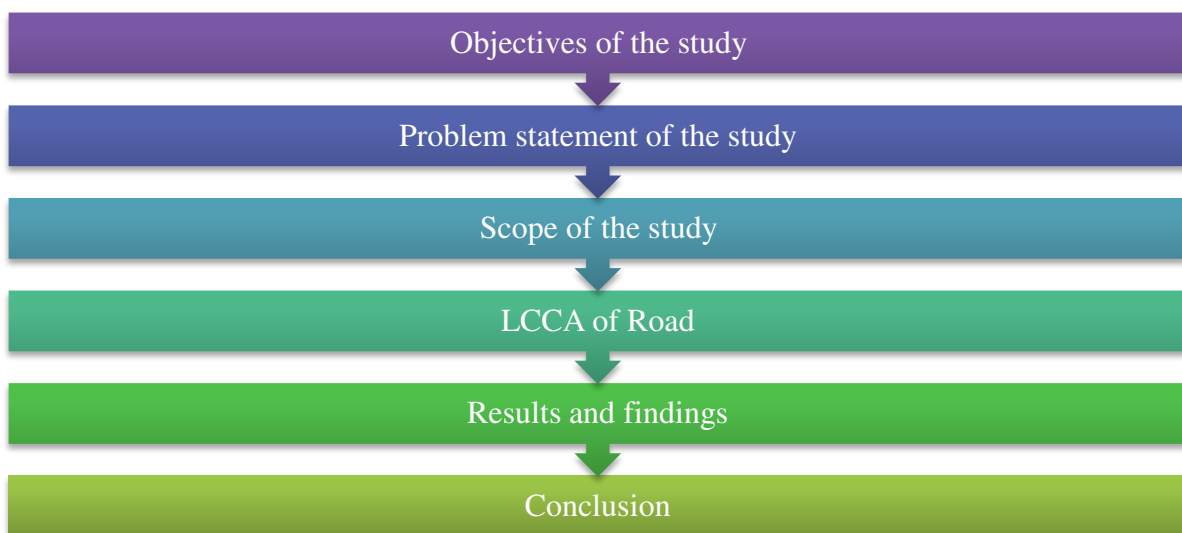 Objectives of the study
Problem statement of the study
Scope of the study
LCCA of Road
Results and findings
Conclusion